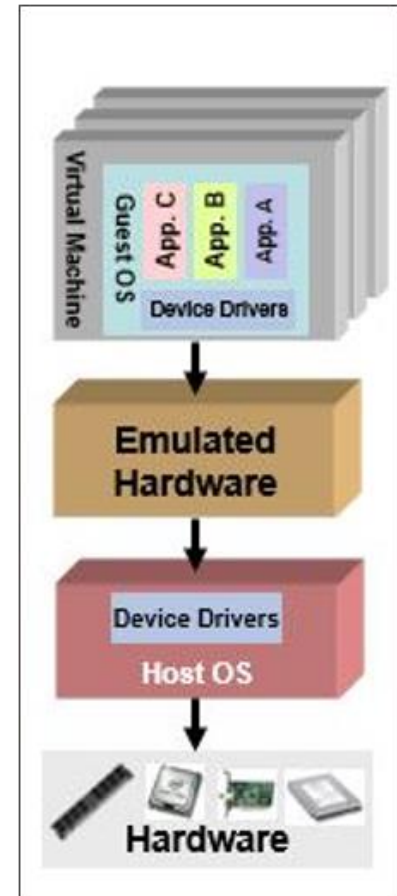 Virtual Machine
Guest OS
App. C
App. B
App. A
Device Drivers
Emulated
Hardware
Device Drivers
Host OS
Hardware